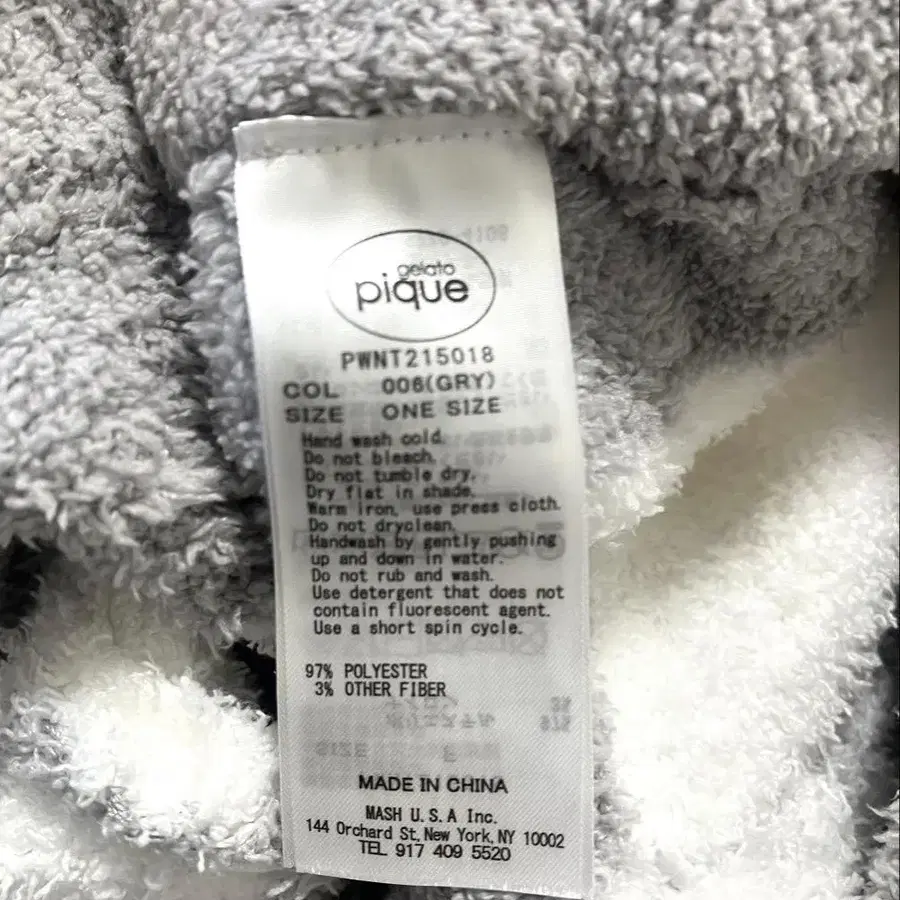 gelato
pique
PWNT215018
COL 006(GRY)
SIZE ONE SIZE
Hand wash cold.
Do not bleach.
Do not tumble dry.
Dry flat in shade.
Warm iron, use press cloth.
Do not dryclean.
Handwash by gently pushing
up and down in water.
Do not rub and wash.
Use detergent that does not
contain fluorescent agent.
Use a short spin cycle.
97% POLYESTER
3% OTHER FIBER
MADE IN CHINA
MASH U.S.A Inc.
144 Orchard St, New York, NY 10002
TEL 917 409 5520